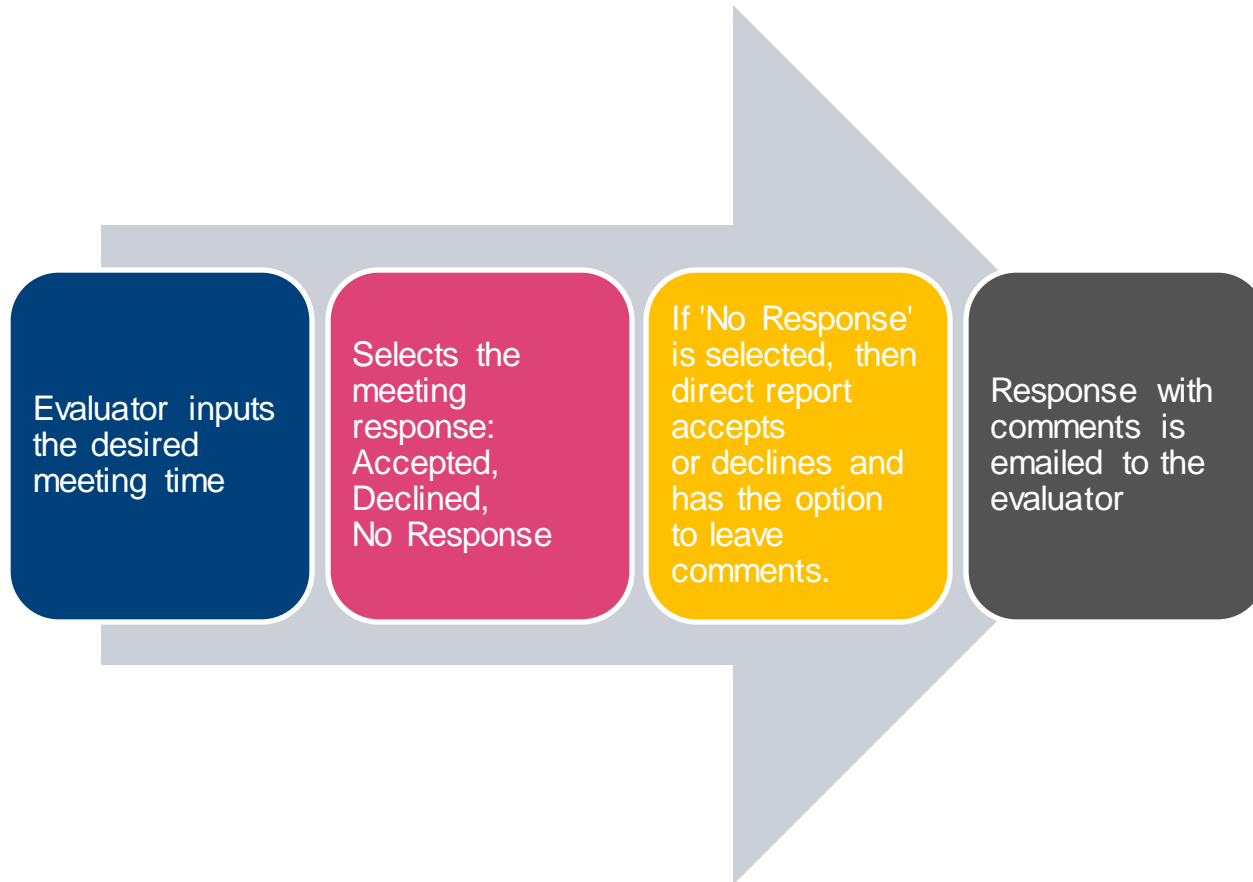 Evaluator inputs
the desired
meeting time
Selects the
meeting
response:
Accepted,
Declined,
No Response
If 'No Response'
is selected, then
direct report
accepts
or declines and
has the option
to leave
comments.
Response with
comments is
emailed to the
evaluator